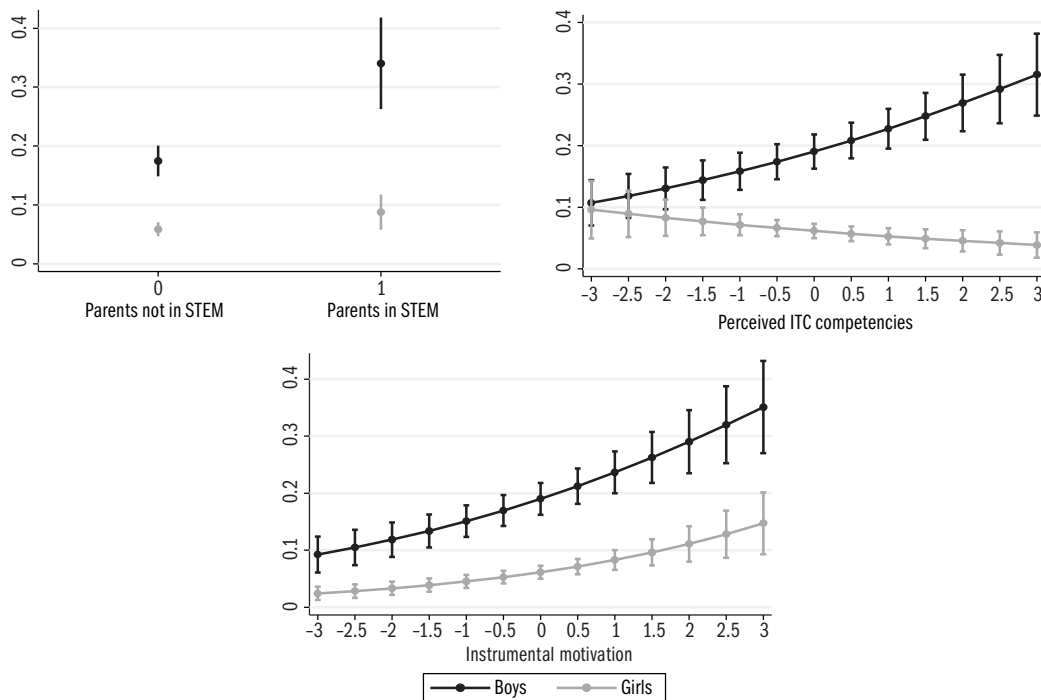 0.4
0.3
0.2
0.1
0
0 1
Parents not in STEM Parents in STEM
0.4
0.3
0.2
0.1
0
−3 −2.5 −2 −1.5 −1 −0.5 0 0.5 1 1.5 2 2.5 3
Perceived ITC competencies
0.4
0.3
0.2
0.1
0
−3 −2.5 −2 −1.5 −1 −0.5 0 0.5 1 1.5 2 2.5 3
Instrumental motivation
Boys Girls